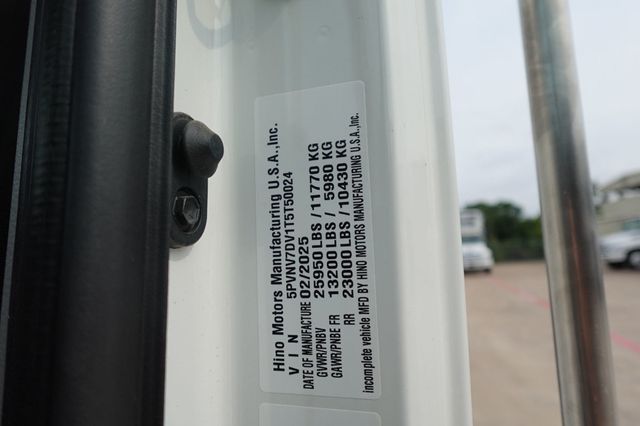 Hino Motors Manufacturing U.S.A.,Inc.
V I N 5PVNV7DV1T5T50024
DATE OF MANUFACTURE 02/2025
GVWR/PNBV 25950 LBS / 11770 KG
GAWR/PNBE FR 13200 LBS / 5980 KG
RR 23000 LBS / 10430 KG
Incomplete vehicle MFD BY HINO MOTORS MANUFACTURING U.S.A.,Inc.